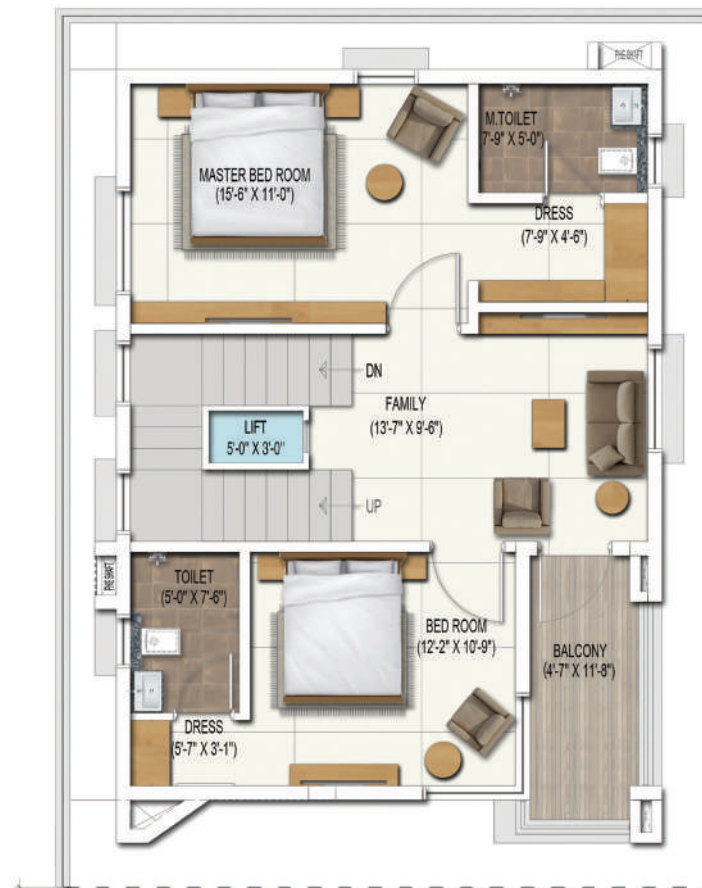 PHE SHAFT
M.TOILET
7'-9" X 5'-0")
MASTER BED ROOM
(15'-6" X 11'-0")
DRESS
(7'-9" X 4'-6")
DN
FAMILY
(13'-7" X 9'-6")
LIFT
5'-0" X 3'-0"
UP
PHE SHAFT
TOILET
(5'-0" X 7'-6")
BED ROOM
(12'-2" X 10'-9")
BALCONY
(4'-7" X 11'-8")
DRESS
(5'-7" X 3'-1")